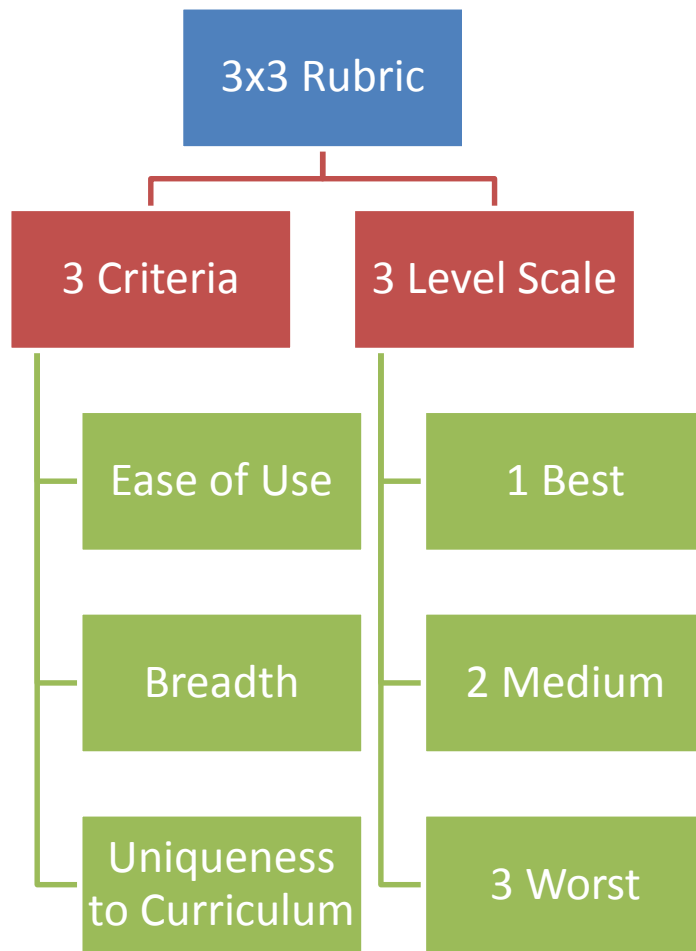 3x3 Rubric
3 Criteria
3 Level Scale
Ease of Use
1 Best
Breadth
2 Medium
Uniqueness
to Curriculum
3 Worst